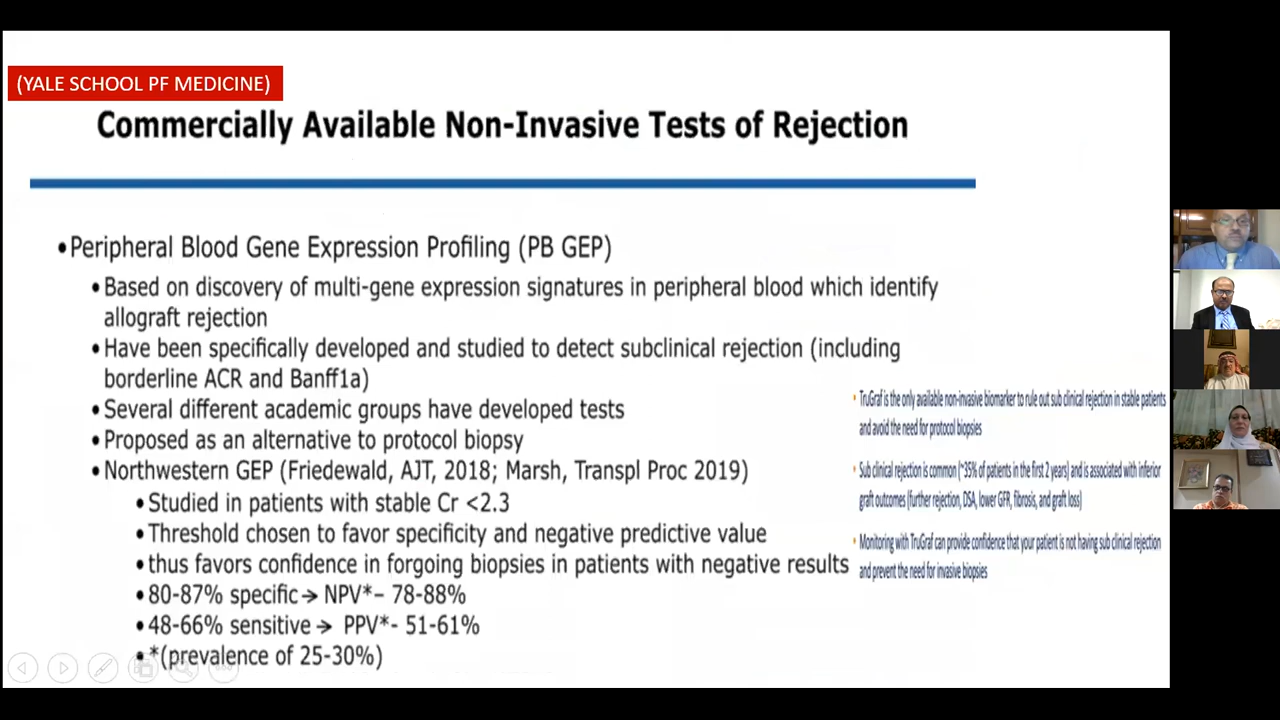 (YALE SCHOOL PF MEDICINE)
Commercially Available Non-Invasive Tests of Rejection
•Peripheral Blood Gene Expression Profiling (PB GEP)
•Based on discovery of multi-gene expression signatures in peripheral blood which identify
allograft rejection
•Have been specifically developed and studied to detect subclinical rejection (including
borderline ACR and Banff1a)
•Several different academic groups have developed tests
•Proposed as an alternative to protocol biopsy
•Northwestern GEP (Friedewald, AJT, 2018; Marsh, Transpl Proc 2019)
•Studied in patients with stable Cr <2.3
•Threshold chosen to favor specificity and negative predictive value
•thus favors confidence in forgoing biopsies in patients with negative results
•80-87% specific→ NPV*– 78-88%
•48-66% sensitive → PPV*- 51-61%
•*(prevalence of 25-30%)
• TruGraf is the only available non-invasive biomarker to rule out sub clinical rejection in stable patients
and avoid the need for protocol biopsies
• Sub clinical rejection is common (~35% of patients in the first 2 years) and is associated with inferior
graft outcomes (further rejection, DSA, lower GFR, fibrosis, and graft loss)
• Monitoring with TruGraf can provide confidence that your patient is not having sub clinical rejection
and prevent the need for invasive biopsies